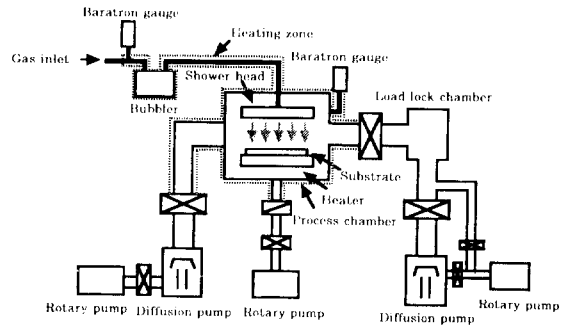 Baratron gauge
Heating zone
Gas inlet
Baratron gauge
Shower head
Bubbler
Load lock chamber
Substrate
Heater
Process chamber
Rotary pump
Diffusion pump
Rotary pump
Diffusion pump
Rotary pump